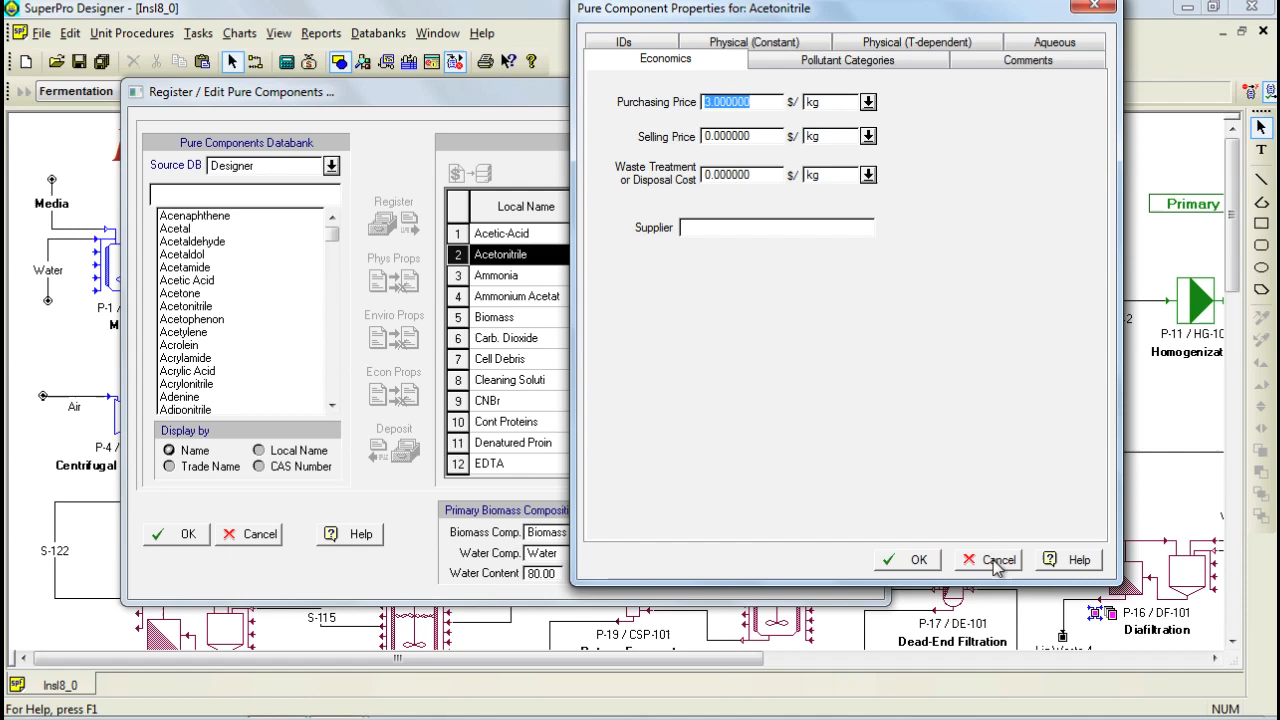 SuperPro Designer - [Insl8_0]
File Edit Unit Procedures Tasks Charts View Reports Databanks Window Help
Fermentation
Register / Edit Pure Components ...
Pure Components Databank
Source DB Designer
Acenaphthene
Acetal
Acetaldehyde
Acetaldol
Acetamide
Acetic Acid
Acetone
Acetonitrile
Acetophenon
Acetylene
Acrolein
Acrylamide
Acrylic Acid
Acrylonitrile
Adenine
Adiponitrile
Display by
Name Local Name
Trade Name CAS Number
OK Cancel Help
Register
Phys Props
Enviro Props
Econ Props
Deposit
Local Name
1 Acetic-Acid
2 Acetonitrile
3 Ammonia
4 Ammonium Acetat
5 Biomass
6 Carb. Dioxide
7 Cell Debris
8 Cleaning Soluti
9 CNBr
10 Cont Proteins
11 Denatured Proin
12 EDTA
Primary Biomass Compositi
Biomass Comp. Biomass
Water Comp. Water
Water Content 80.00
Pure Component Properties for: Acetonitrile
IDs Physical (Constant) Physical (T-dependent) Aqueous
Economics Pollutant Categories Comments
Purchasing Price 3.000000 $/ kg
Selling Price 0.000000 $/ kg
Waste Treatment
or Disposal Cost 0.000000 $/ kg
Supplier
OK Cancel Help
Media
Water
P-1 /
Air
P-4 /
Centrifugal
S-122
S-115
P-19 / CSP-101
P-17 / DE-101
Dead-End Filtration
P-16 / DF-101
Diafiltration
Primary
P-11 / HG-10
Homogenizat
Insl8_0
For Help, press F1 NUM